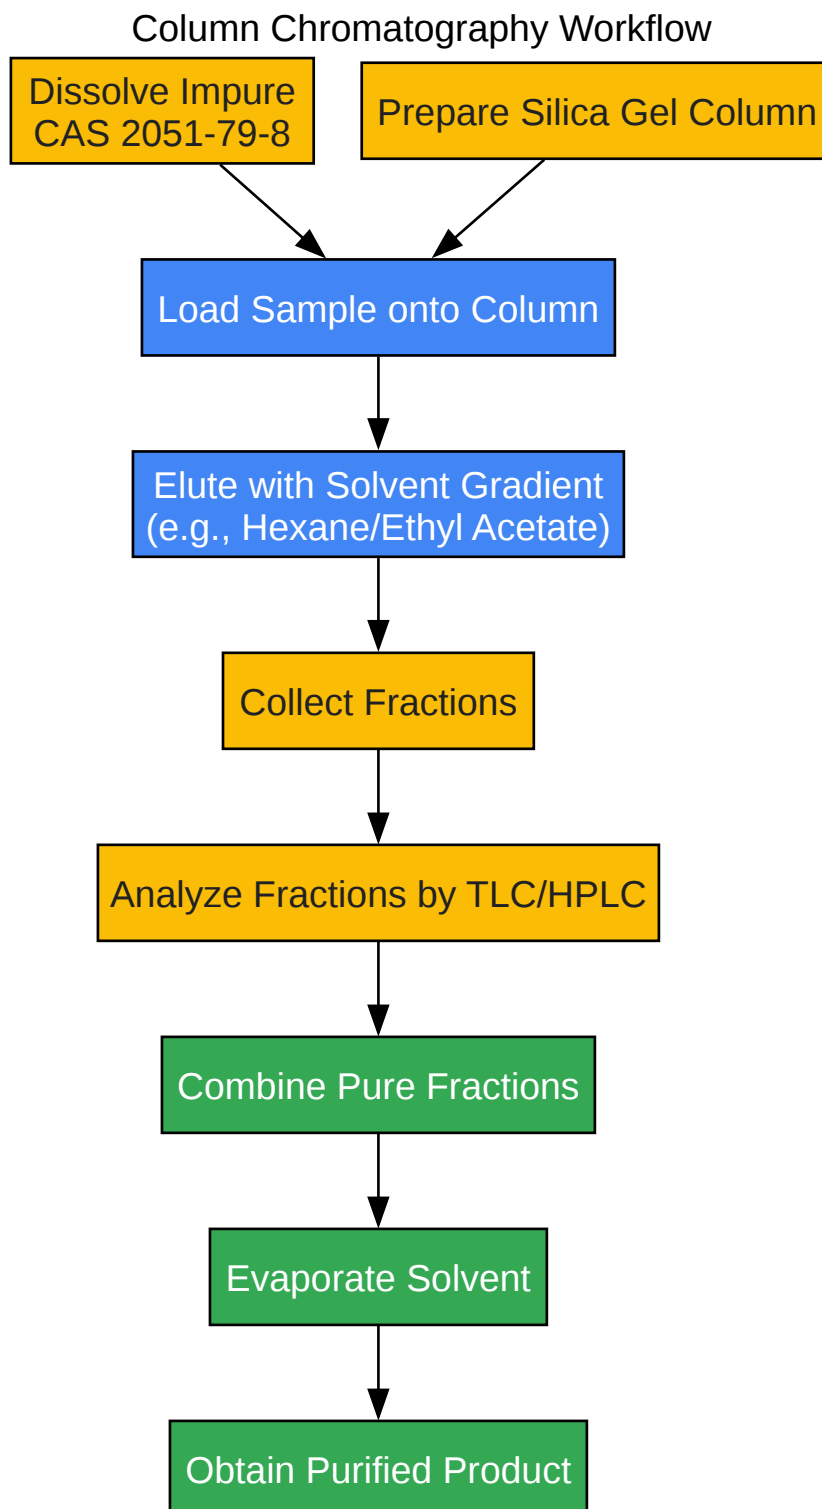 Column Chromatography Workflow
Dissolve Impure
CAS 2051-79-8
Prepare Silica Gel Column
Load Sample onto Column
Elute with Solvent Gradient
(e.g., Hexane/Ethyl Acetate)
Collect Fractions
Analyze Fractions by TLC/HPLC
Combine Pure Fractions
Evaporate Solvent
Obtain Purified Product